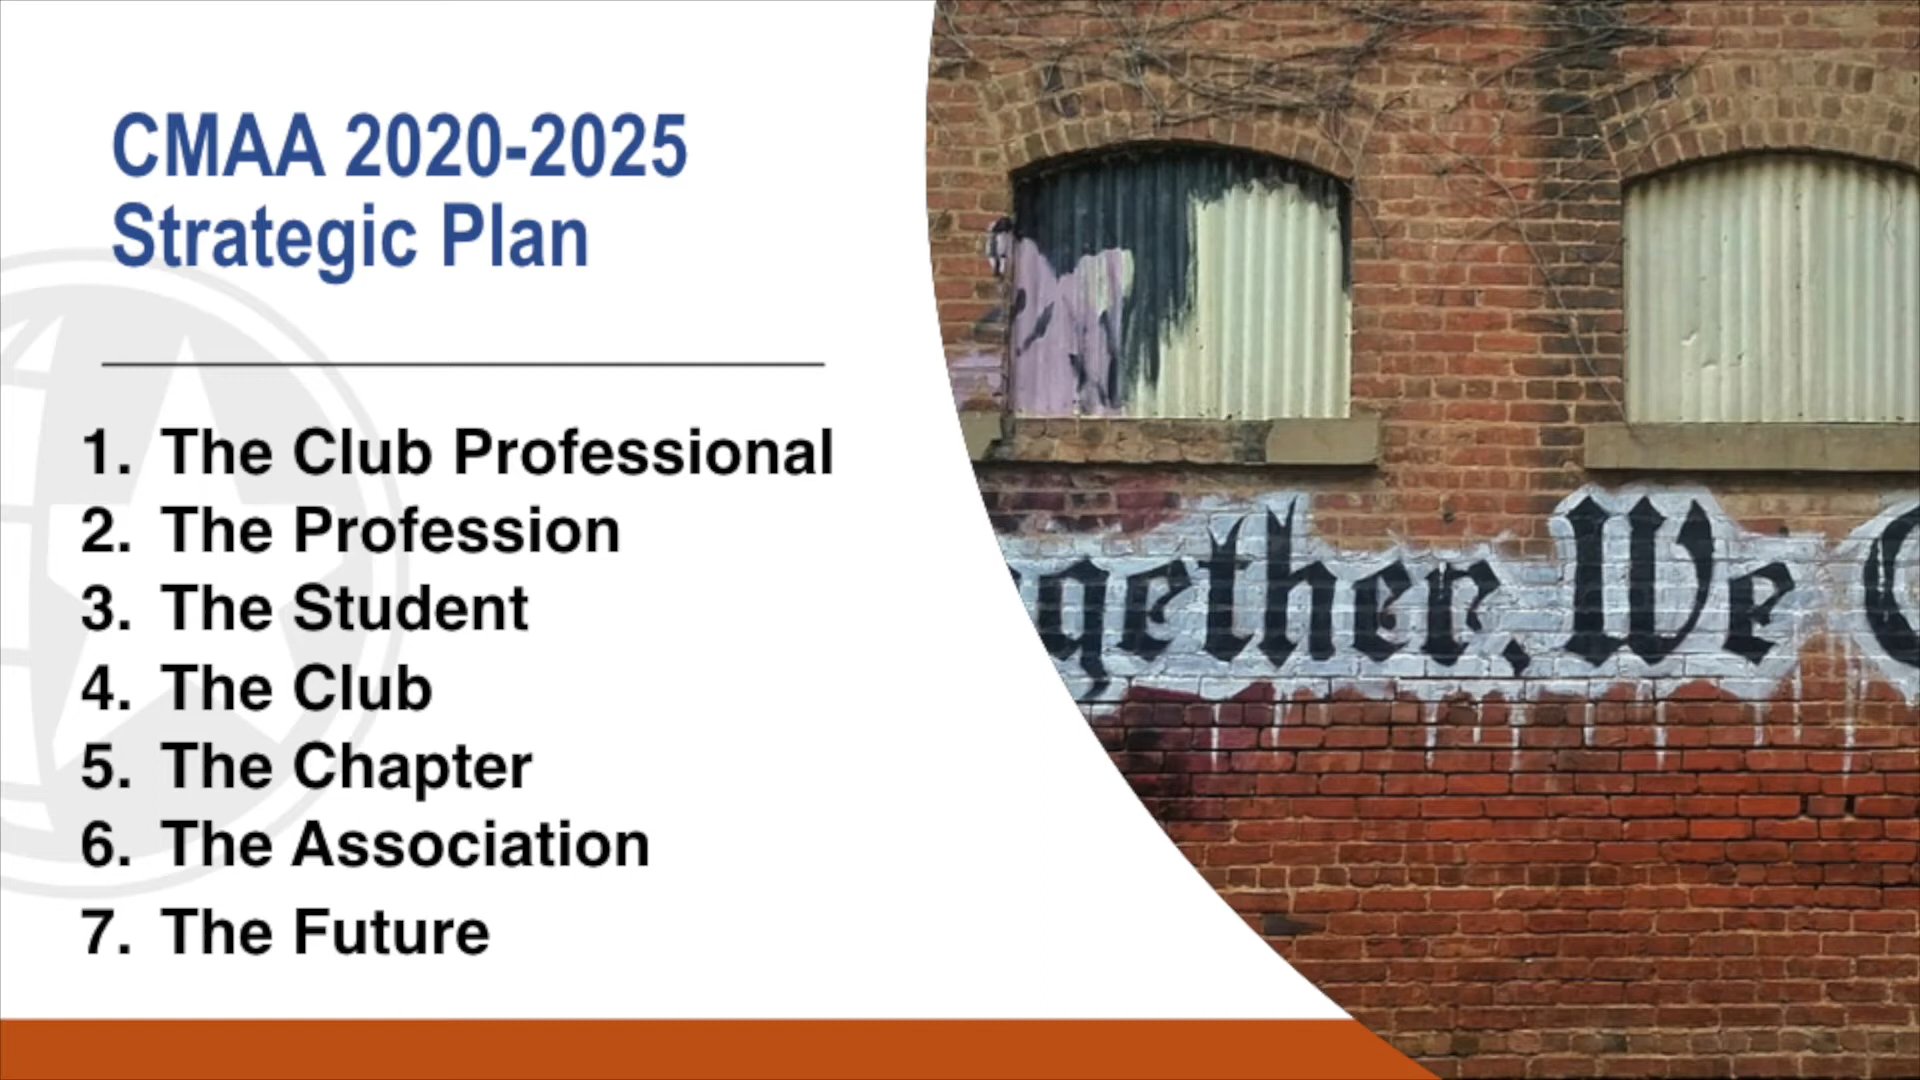 CMAA 2020-2025
Strategic Plan
1. The Club Professional
2. The Profession
3. The Student
4. The Club
5. The Chapter
6. The Association
7. The Future
gether, We C